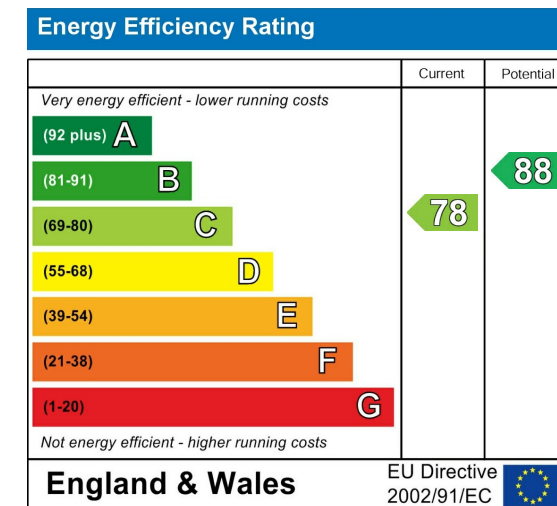 Energy Efficiency Rating
Current Potential
Very energy efficient - lower running costs
(92 plus) A
(81-91) B
88
(69-80) C
78
(55-68) D
(39-54) E
(21-38) F
(1-20) G
Not energy efficient - higher running costs
England & Wales
EU Directive
2002/91/EC